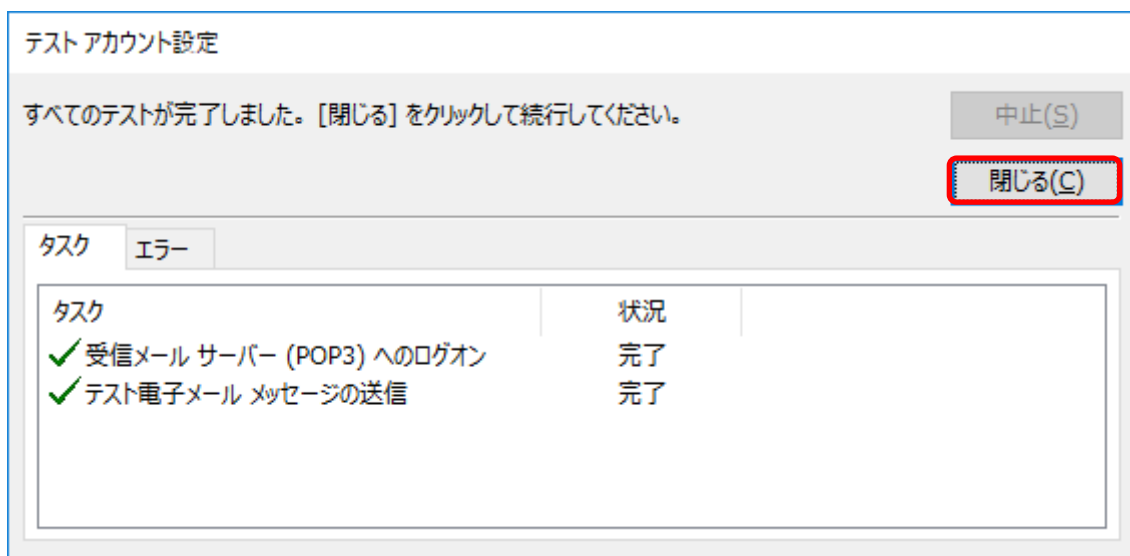 テスト アカウント設定
すべてのテストが完了しました。[閉じる] をクリックして続行してください。
中止(S)
閉じる(C)
タスク
エラー
タスク 状況
受信メール サーバー (POP3) へのログオン 完了
テスト電子メール メッセージの送信 完了